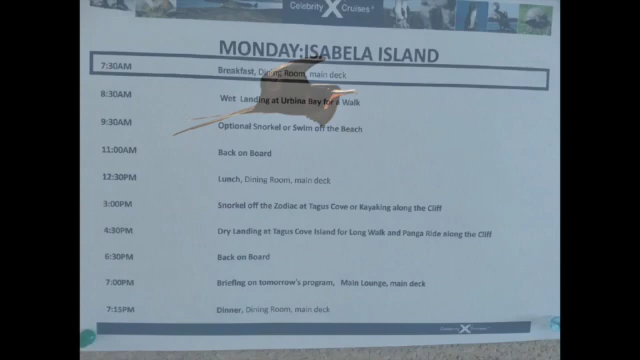 Celebrity X Cruises
MONDAY:ISABELA ISLAND
7:30AM Breakfast, Dining Room, main deck
8:30AM Wet Landing at Urbina Bay for a Walk
9:30AM Optional Snorkel or Swim off the Beach
11:00AM Back on Board
12:30PM Lunch, Dining Room, main deck
3:00PM Snorkel off the Zodiac at Tagus Cove or Kayaking along the Cliff
4:30PM Dry Landing at Tagus Cove Island for Long Walk and Panga Ride along the Cliff
6:30PM Back on Board
7:00PM Briefing on tomorrow's program, Main Lounge, main deck
7:15PM Dinner, Dining Room, main deck
Celebrity X Cruises